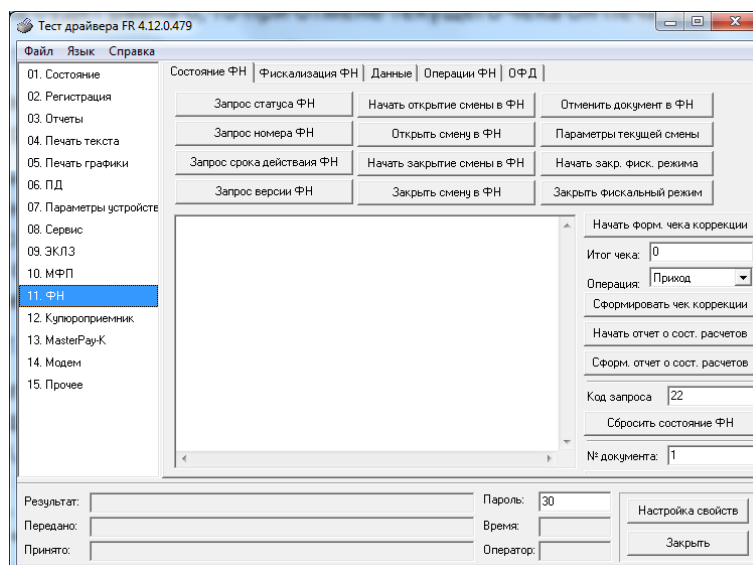 Тест драйвера FR 4.12.0.479
Файл Язык Справка
01. Состояние
02. Регистрация
03. Отчеты
04. Печать текста
05. Печать графики
06. ПД
07. Параметры устройств
08. Сервис
09. ЭКЛЗ
10. МФП
11. ФН
12. Купюроприемник
13. MasterPay-K
14. Модем
15. Прочее
Состояние ФН Фискализация ФН Данные Операции ФН ОФД
Запрос статуса ФН Начать открытие смены в ФН Отменить документ в ФН
Запрос номера ФН Открыть смену в ФН Параметры текущей смены
Запрос срока действаия ФН Начать закрытие смены в ФН Начать закр. фиск. режима
Запрос версии ФН Закрыть смену в ФН Закрыть фискальный режим
Начать форм. чека коррекции
Итог чека: 0
Операция: Приход
Сформировать чек коррекции
Начать отчет о сост. расчетов
Сформ. отчет о сост. расчетов
Код запроса 22
Сбросить состояние ФН
№ документа: 1
Результат: Пароль: 30
Передано: Время:
Принято: Оператор:
Настройка свойств
Закрыть